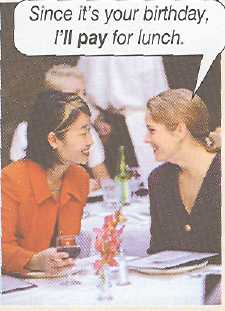 Since it's your birthday,
I'll pay for lunch.